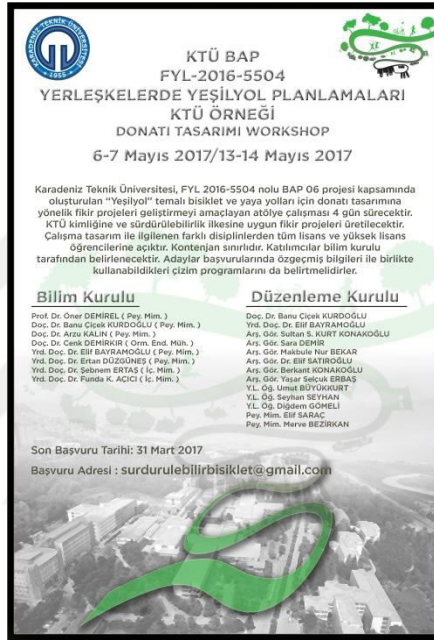 KARADENİZ TEKNİK ÜNİVERSİTESİ
1955
KTÜ BAP
FYL-2016-5504
YERLEŞKELERDE YEŞİLYOL PLANLAMALARI
KTÜ ÖRNEĞİ
DONATI TASARIMI WORKSHOP
6-7 Mayıs 2017/13-14 Mayıs 2017
Karadeniz Teknik Üniversitesi, FYL 2016-5504 nolu BAP 06 projesi kapsamında
oluşturulan "Yeşilyol" temalı bisiklet ve yaya yolları için donatı tasarımına
yönelik fikir projeleri geliştirmeyi amaçlayan atölye çalışması 4 gün sürecektir.
KTÜ kimliğine ve sürdürülebilirlik ilkesine uygun fikir projeleri üretilecektir.
Çalışma tasarım ile ilgilenen farklı disiplinlerden tüm lisans ve yüksek lisans
öğrencilerine açıktır. Kontenjan sınırlıdır. Katılımcılar bilim kurulu
tarafından belirlenecektir. Adaylar başvurularında özgeçmiş bilgileri ile birlikte
kullanabildikleri çizim programlarını da belirtmelidirler.
Bilim Kurulu
Prof. Dr. Öner DEMİREL ( Pey. Mim. )
Doç. Dr. Banu Çiçek KURDOĞLU ( Pey. Mim. )
Doç. Dr. Arzu KALIN ( Pey. Mim. )
Doç. Dr. Cenk DEMİRKIR ( Orm. End. Müh. )
Yrd. Doç. Dr. Elif BAYRAMOĞLU ( Pey. Mim. )
Yrd. Doç. Dr. Ertan DÜZGÜNEŞ ( Pey. Mim. )
Yrd. Doç. Dr. Şebnem ERTAŞ ( İç. Mim. )
Yrd. Doç. Dr. Funda K. AÇICI ( İç. Mim. )
Düzenleme Kurulu
Doç. Dr. Banu Çiçek KURDOĞLU
Yrd. Doç. Dr. Elif BAYRAMOĞLU
Arş. Gör. Sultan S. KURT KONAKOĞLU
Arş. Gör. Sara DEMİR
Arş. Gör. Makbule Nur BEKAR
Arş. Gör. Dr. Elif SATIROĞLU
Arş. Gör. Berkant KONAKOĞLU
Arş. Gör. Yaşar Selçuk ERBAŞ
Y.L. Öğ. Umut BÜYÜKKURT
Y.L. Öğ. Seyhan SEYHAN
Y.L. Öğ. Diğdem GÖMELİ
Pey. Mim. Elif SARAÇ
Pey. Mim. Merve BEZİRKAN
Son Başvuru Tarihi: 31 Mart 2017
Başvuru Adresi : surdurulebilirbisiklet@gmail.com